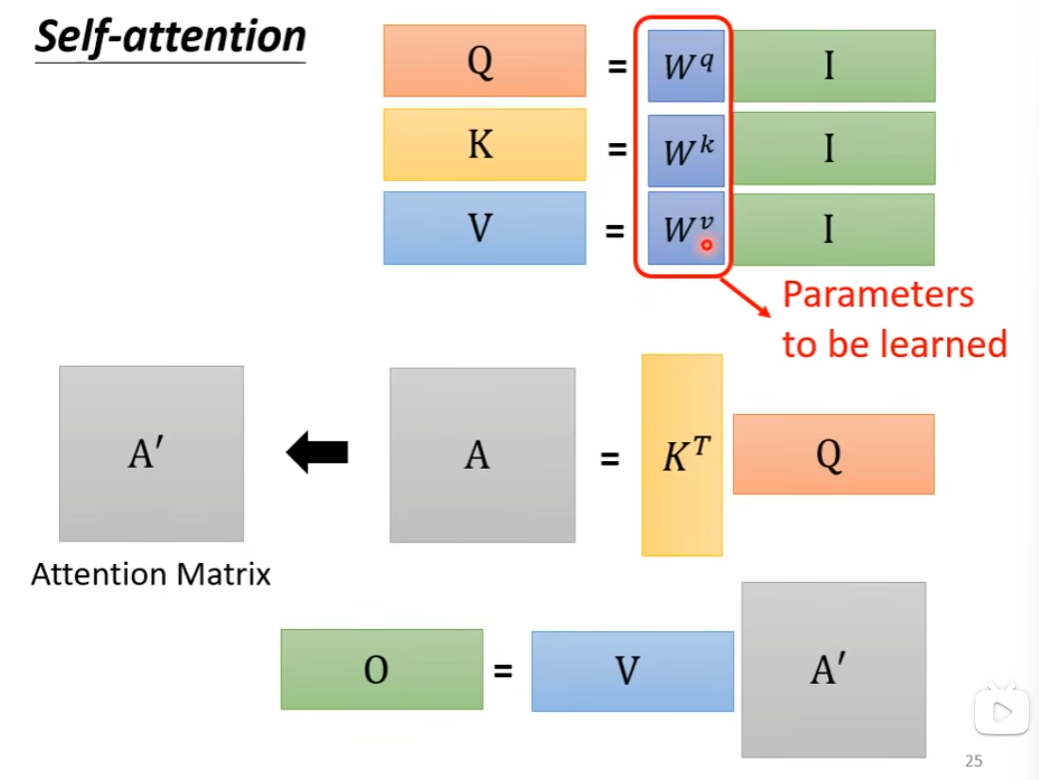 Self-attention
Q = W^q I
K = W^k I
V = W^v I
Parameters
to be learned
A′ A = K^T Q
Attention Matrix
O = V A′
25